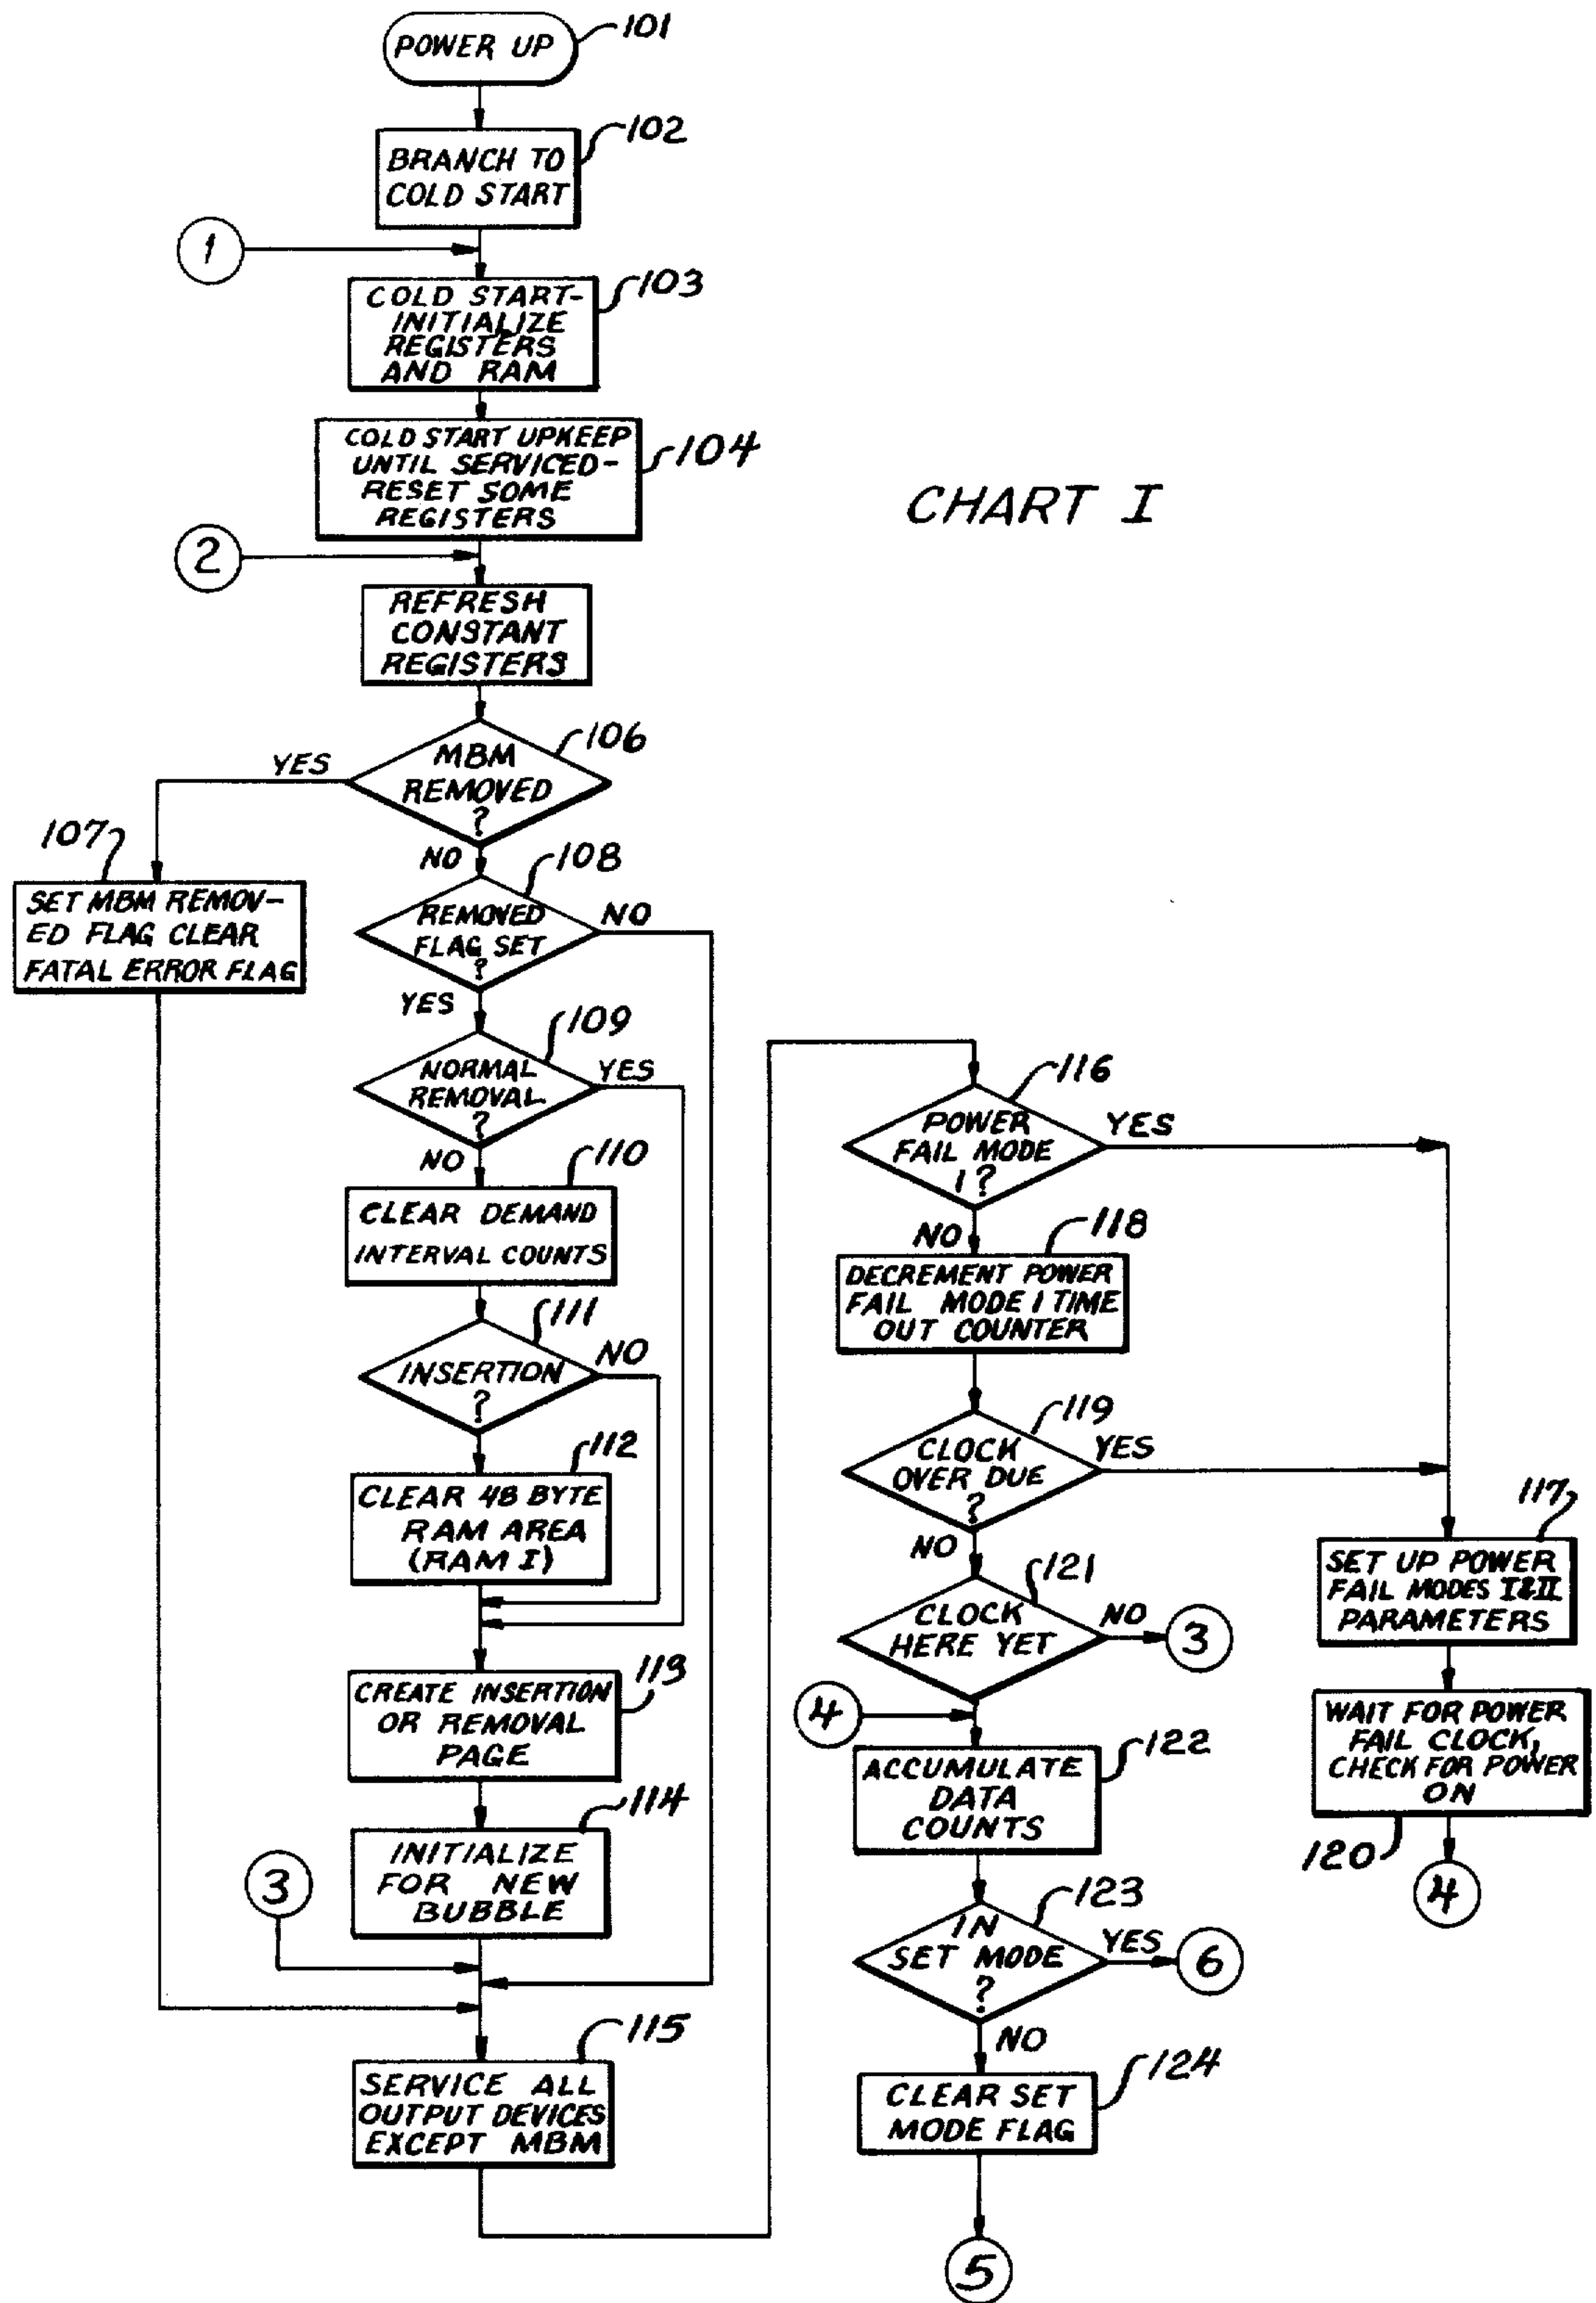 POWER UP
101
BRANCH TO
COLD START
102
1
COLD START-
INITIALIZE
REGISTERS
AND RAM
103
COLD START UPKEEP
UNTIL SERVICED-
RESET SOME
REGISTERS
104
CHART I
2
REFRESH
CONSTANT
REGISTERS
MBM
REMOVED
?
106
YES
NO
107
SET MBM REMOV-
ED FLAG CLEAR
FATAL ERROR FLAG
REMOVED
FLAG SET
?
108
NO
YES
NORMAL
REMOVAL
?
109
YES
NO
CLEAR DEMAND
INTERVAL COUNTS
110
INSERTION
?
111
NO
CLEAR 48 BYTE
RAM AREA
(RAM I)
112
CREATE INSERTION
OR REMOVAL
PAGE
113
INITIALIZE
FOR NEW
BUBBLE
114
3
SERVICE ALL
OUTPUT DEVICES
EXCEPT MBM
115
POWER
FAIL MODE
1 ?
116
YES
NO
DECREMENT POWER
FAIL MODE 1 TIME
OUT COUNTER
118
CLOCK
OVER DUE
?
119
YES
NO
117
SET UP POWER
FAIL MODES I&II
PARAMETERS
CLOCK
HERE YET
121
NO
3
WAIT FOR POWER
FAIL CLOCK,
CHECK FOR POWER
ON
120
4
4
ACCUMULATE
DATA
COUNTS
122
IN
SET MODE
?
123
YES
6
NO
CLEAR SET
MODE FLAG
124
5